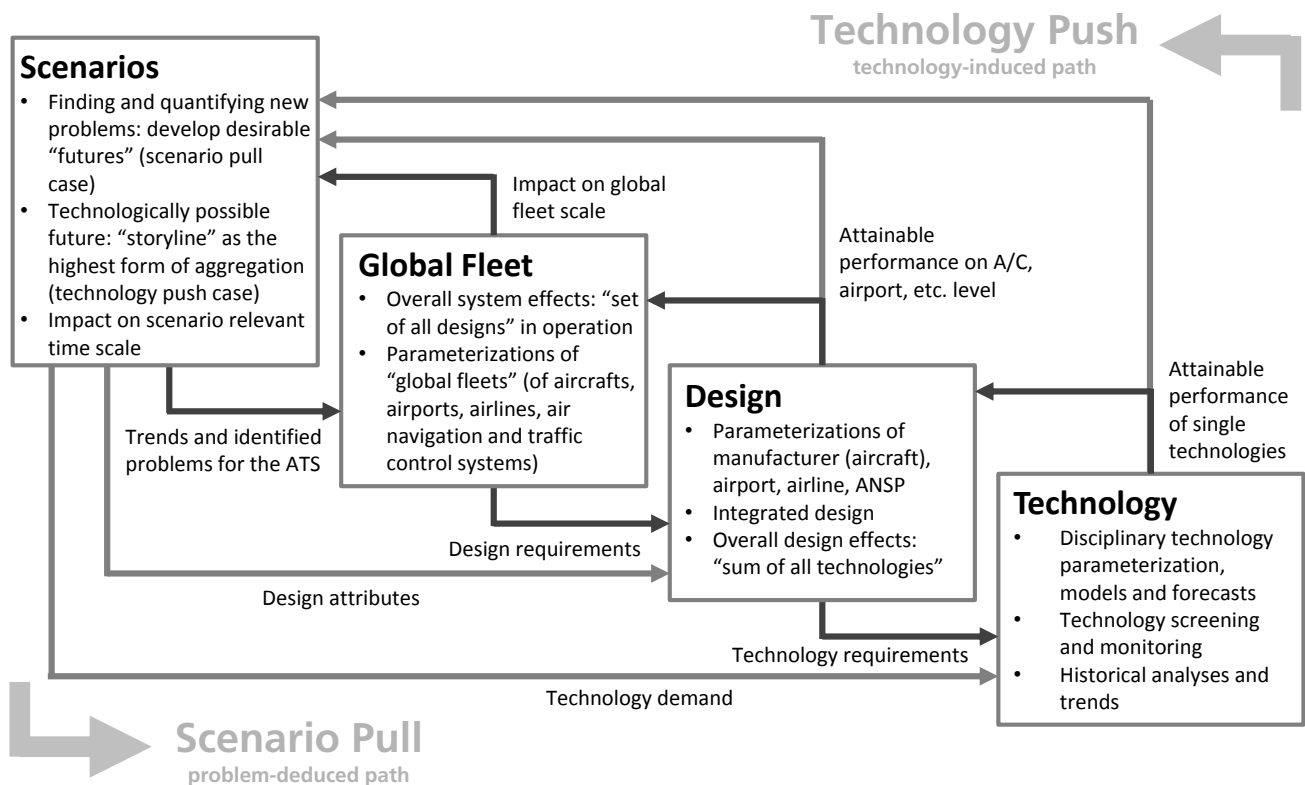 Technology Push
technology-induced path
Scenarios
• Finding and quantifying new
problems: develop desirable
“futures” (scenario pull
case)
• Technologically possible
future: “storyline” as the
highest form of aggregation
(technology push case)
• Impact on scenario relevant
time scale
Impact on global
fleet scale
Global Fleet
• Overall system effects: “set
of all designs” in operation
• Parameterizations of
“global fleets” (of aircrafts,
airports, airlines, air
navigation and traffic
control systems)
Attainable
performance on A/C,
airport, etc. level
Trends and identified
problems for the ATS
Design
• Parameterizations of
manufacturer (aircraft),
airport, airline, ANSP
• Integrated design
• Overall design effects:
“sum of all technologies”
Attainable
performance
of single
technologies
Design requirements
Design attributes
Technology
• Disciplinary technology
parameterization,
models and forecasts
• Technology screening
and monitoring
• Historical analyses and
trends
Technology requirements
Technology demand
Scenario Pull
problem-deduced path